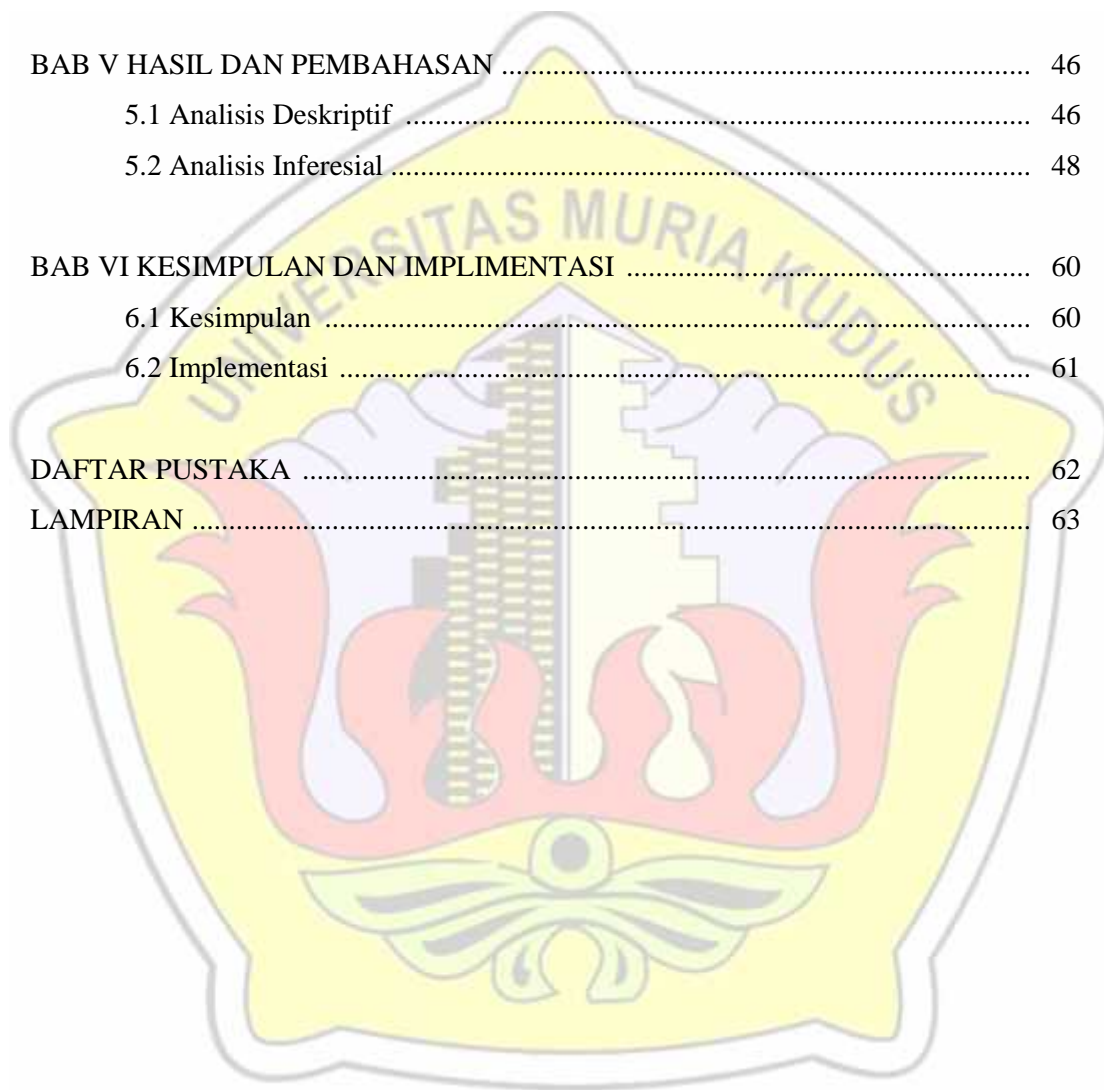 BAB V HASIL DAN PEMBAHASAN ........................................................ 46
5.1 Analisis Deskriptif ........................................................ 46
5.2 Analisis Inferesial ........................................................ 48
UNIVERSITAS MURIA KUDUS
BAB VI KESIMPULAN DAN IMPLIMENTASI ........................................................ 60
6.1 Kesimpulan ........................................................ 60
6.2 Implementasi ........................................................ 61
DAFTAR PUSTAKA ........................................................ 62
LAMPIRAN ........................................................ 63